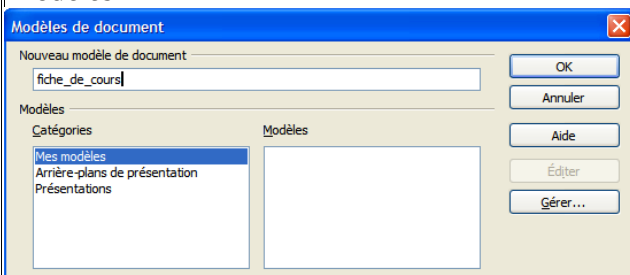 Modèles de document
Nouveau modèle de document
fiche_de_cours
Modèles
Catégories
Modèles
Mes modèles
Arrière-plans de présentation
Présentations
OK
Annuler
Aide
Éditer
Gérer...